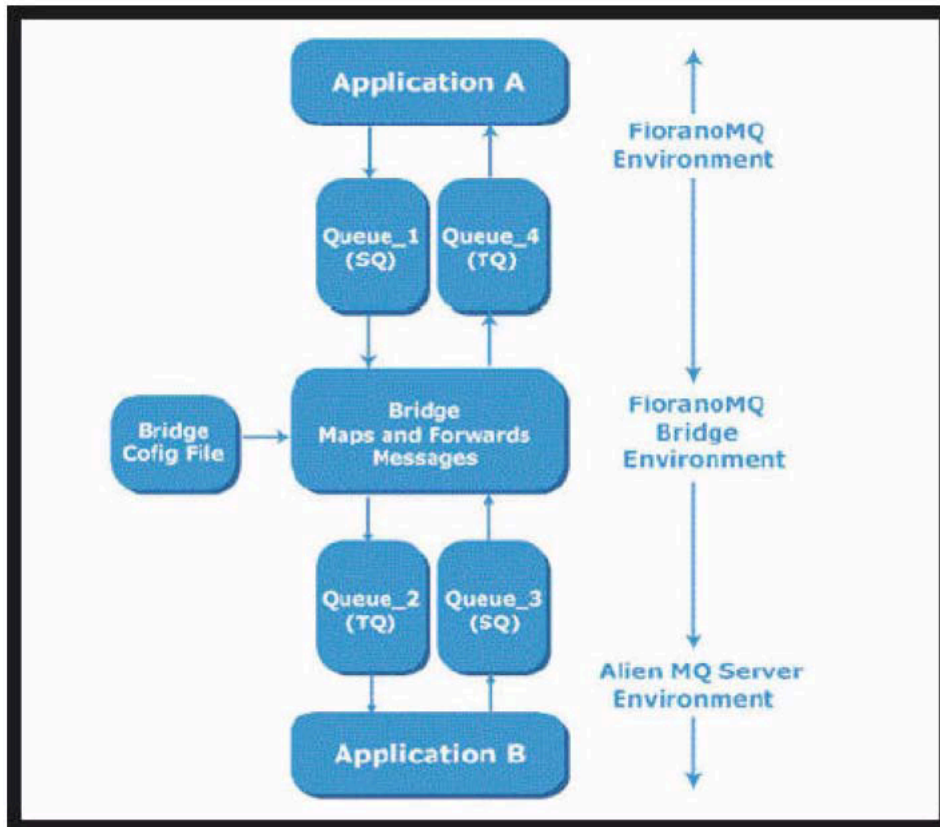 Application A
FioranoMQ
Environment
Queue_1
(SQ)
Queue_4
(TQ)
Bridge
Maps and Forwards
Messages
Bridge
Cofig File
FioranoMQ
Bridge
Environment
Queue_2
(TQ)
Queue_3
(SQ)
Alien MQ Server
Environment
Application B